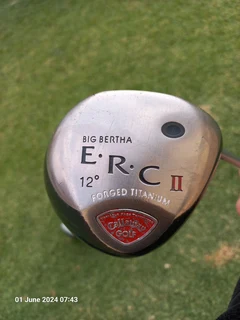 BIG BERTHA
E·R·C II
12°
FORGED TITANIUM
Callaway
Golf
01 June 2024 07:43